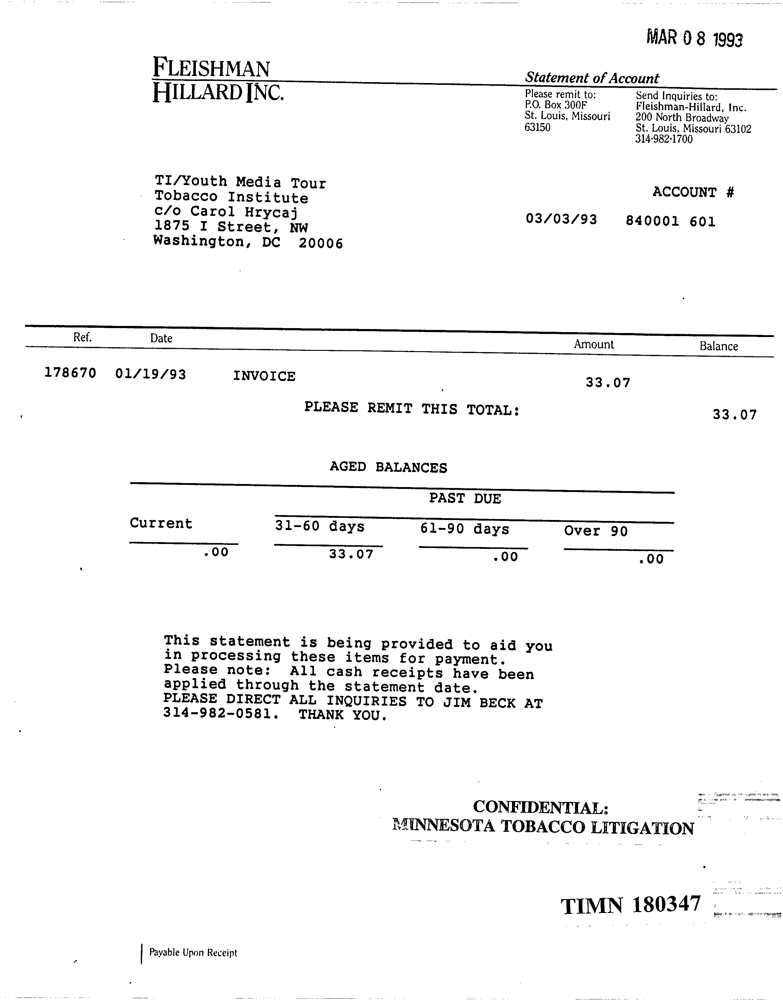 MAR 08 1993
FLEISHMAN
HILLARD INC.
Statement of Account
Please remit to:
P.O. Box 300F
St. Louis, Missouri
63150
Send Inquiries to:
Fleishman-Hillard, Inc.
200 North Broadway
St. Louis, Missouri 63102
314-982-1700
TI/Youth Media Tour
Tobacco Institute
c/o Carol Hrycaj
1875 I Street, NW
Washington, DC 20006
ACCOUNT #
03/03/93 840001 601
Ref. Date Amount Balance
178670 01/19/93 INVOICE 33.07
PLEASE REMIT THIS TOTAL: 33.07
AGED BALANCES
PAST DUE
Current 31-60 days 61-90 days Over 90
.00 33.07 .00 .00
This statement is being provided to aid you
in processing these items for payment.
Please note: All cash receipts have been
applied through the statement date.
PLEASE DIRECT ALL INQUIRIES TO JIM BECK AT
314-982-0581. THANK YOU.
CONFIDENTIAL:
MINNESOTA TOBACCO LITIGATION
TIMN 180347
Payable Upon Receipt